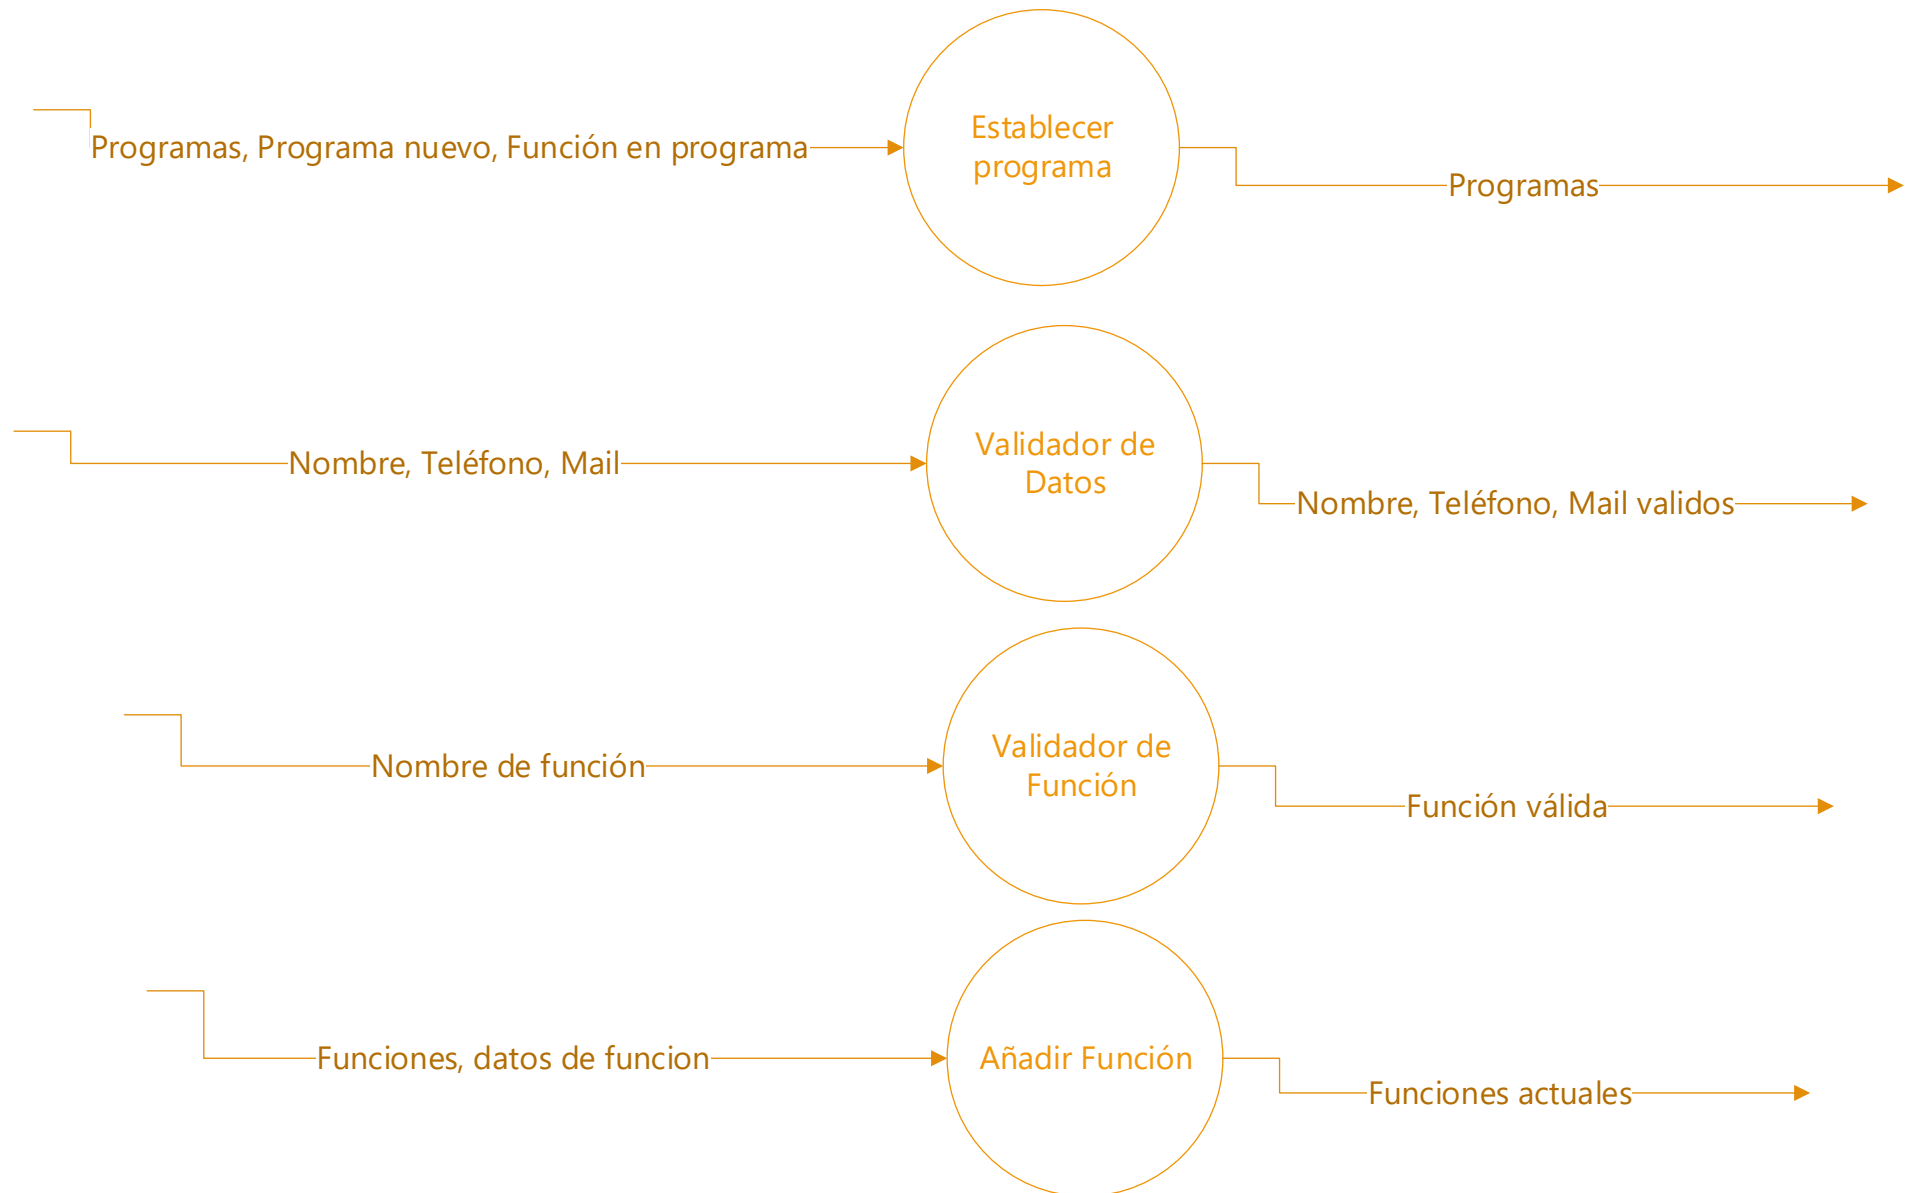 Establecer
programa
Programas, Programa nuevo, Función en programa
Programas
Validador de
Datos
Nombre, Teléfono, Mail
Nombre, Teléfono, Mail validos
Validador de
Función
Nombre de función
Función válida
Añadir Función
Funciones, datos de funcion
Funciones actuales